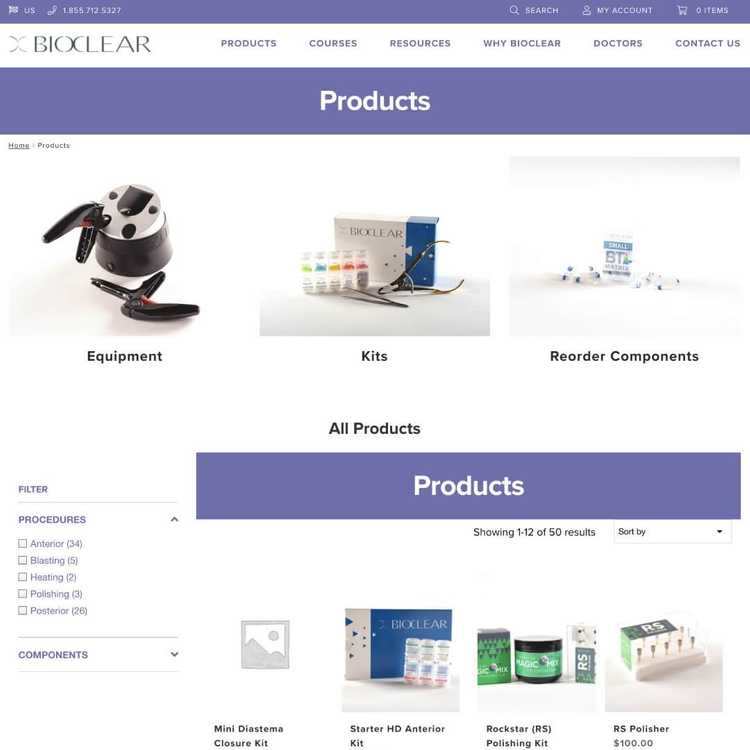 US 1.855.712.5327 SEARCH MY ACCOUNT 0 ITEMS
BIOCLEAR PRODUCTS COURSES RESOURCES WHY BIOCLEAR DOCTORS CONTACT US
Products
Home › Products
BIOCLEAR
SMALL
BT
MATRIX
Equipment Kits Reorder Components
All Products
Products
FILTER
Showing 1-12 of 50 results Sort by
PROCEDURES
Anterior (34)
Blasting (5)
Heating (2)
Polishing (3)
Posterior (26)
COMPONENTS
BIOCLEAR
MAGIC MIX
RS
RS
Mini Diastema
Closure Kit
Starter HD Anterior
Kit
Rockstar (RS)
Polishing Kit
RS Polisher
$100.00